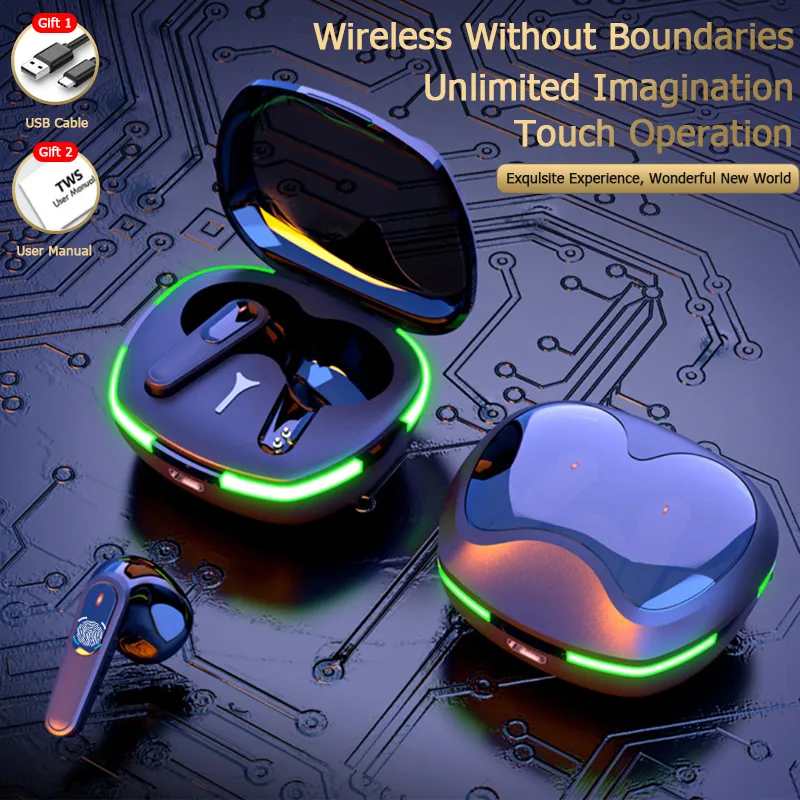 Gift 1
USB Cable
Gift 2
TWS
User Manual
User Manual
Wireless Without Boundaries
Unlimited Imagination
Touch Operation
Exquisite Experience, Wonderful New World